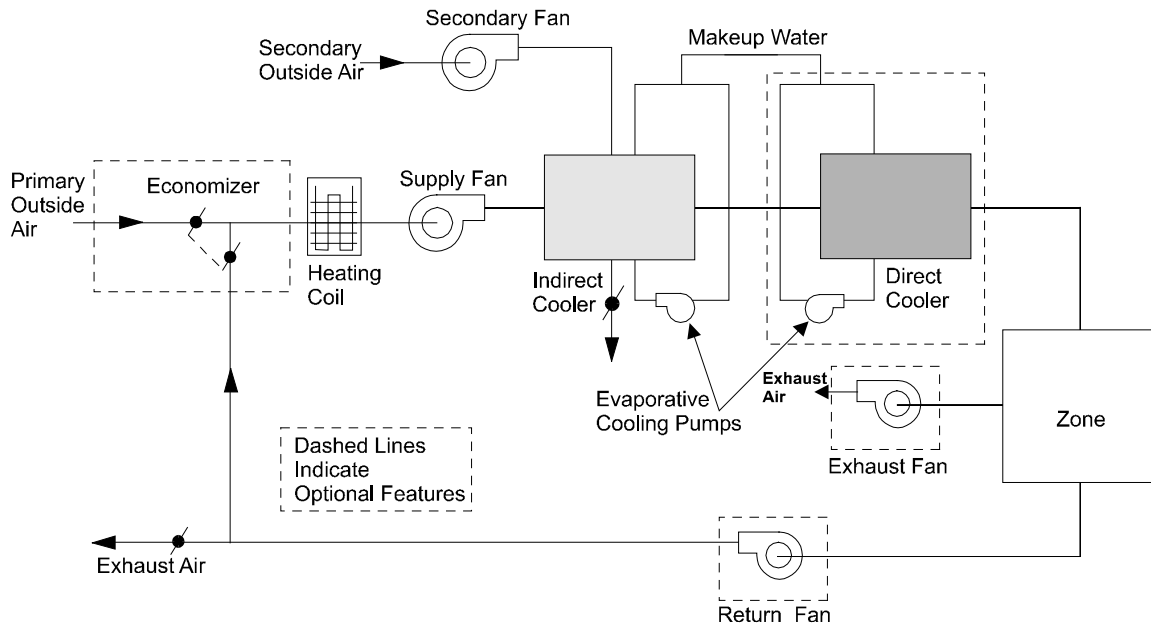 Secondary Fan
Secondary
Outside Air
Makeup Water
Primary
Outside
Air
Economizer
Supply Fan
Heating
Coil
Indirect
Cooler
Direct
Cooler
Evaporative
Cooling Pumps
Exhaust
Air
Zone
Exhaust Fan
Dashed Lines
Indicate
Optional Features
Exhaust Air
Return Fan